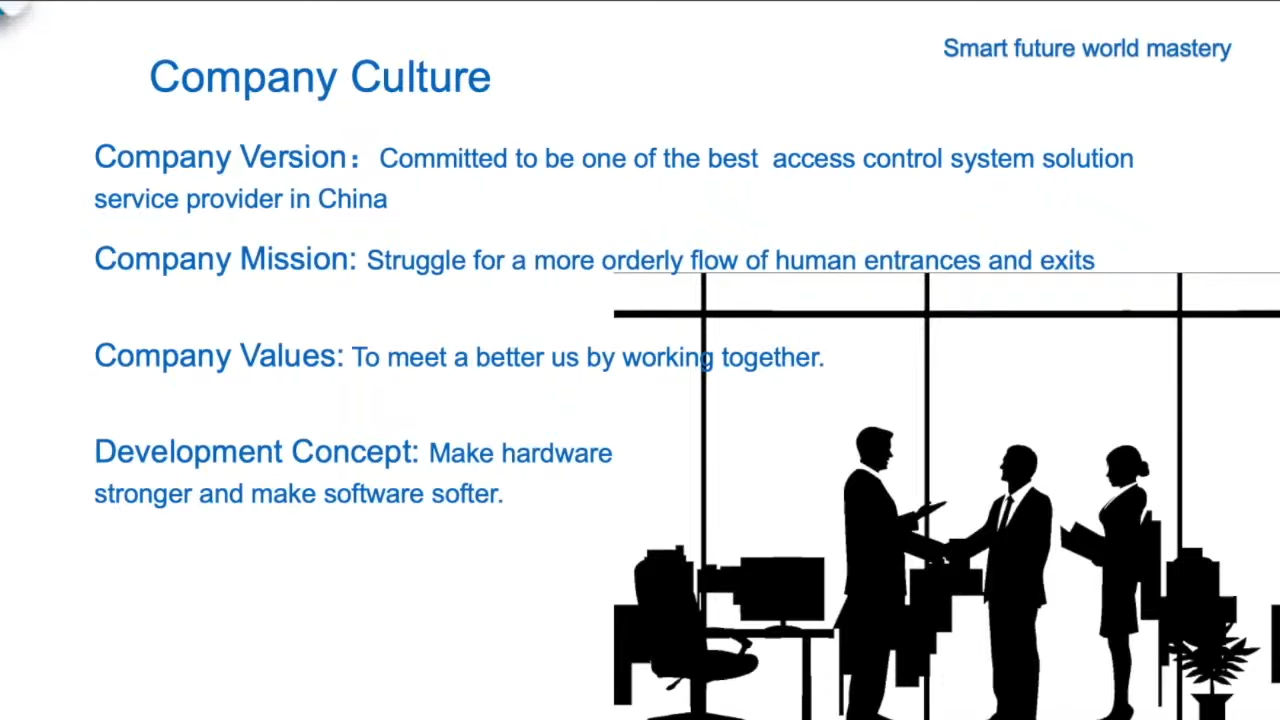 Smart future world mastery
Company Culture
Company Version：Committed to be one of the best access control system solution
service provider in China
Company Mission: Struggle for a more orderly flow of human entrances and exits
Company Values: To meet a better us by working together.
Development Concept: Make hardware
stronger and make software softer.